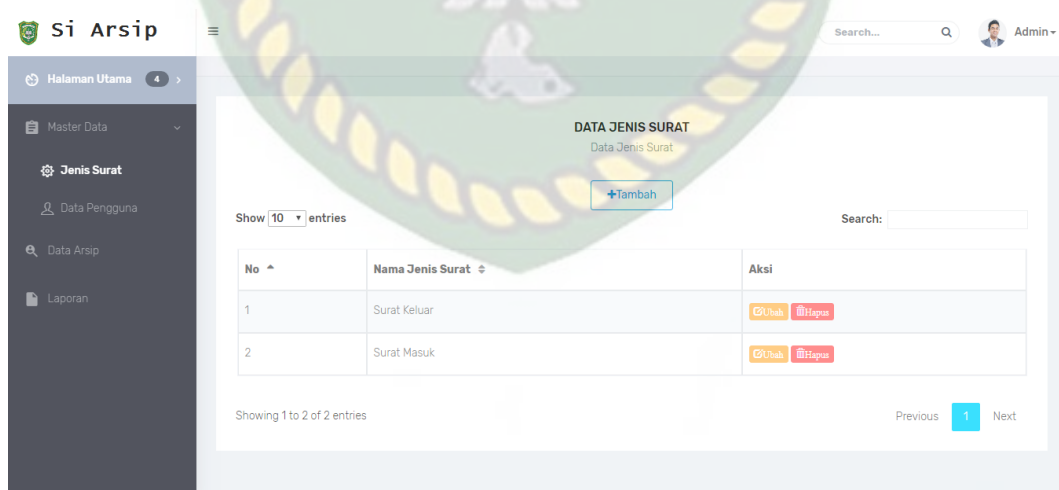 Si Arsip
Search...
Admin
Halaman Utama 4
Master Data
Jenis Surat
Data Pengguna
Data Arsip
Laporan
DATA JENIS SURAT
Data Jenis Surat
+Tambah
Show 10 entries
Search:
No Nama Jenis Surat Aksi
1 Surat Keluar Ubah Hapus
2 Surat Masuk Ubah Hapus
Showing 1 to 2 of 2 entries
Previous 1 Next